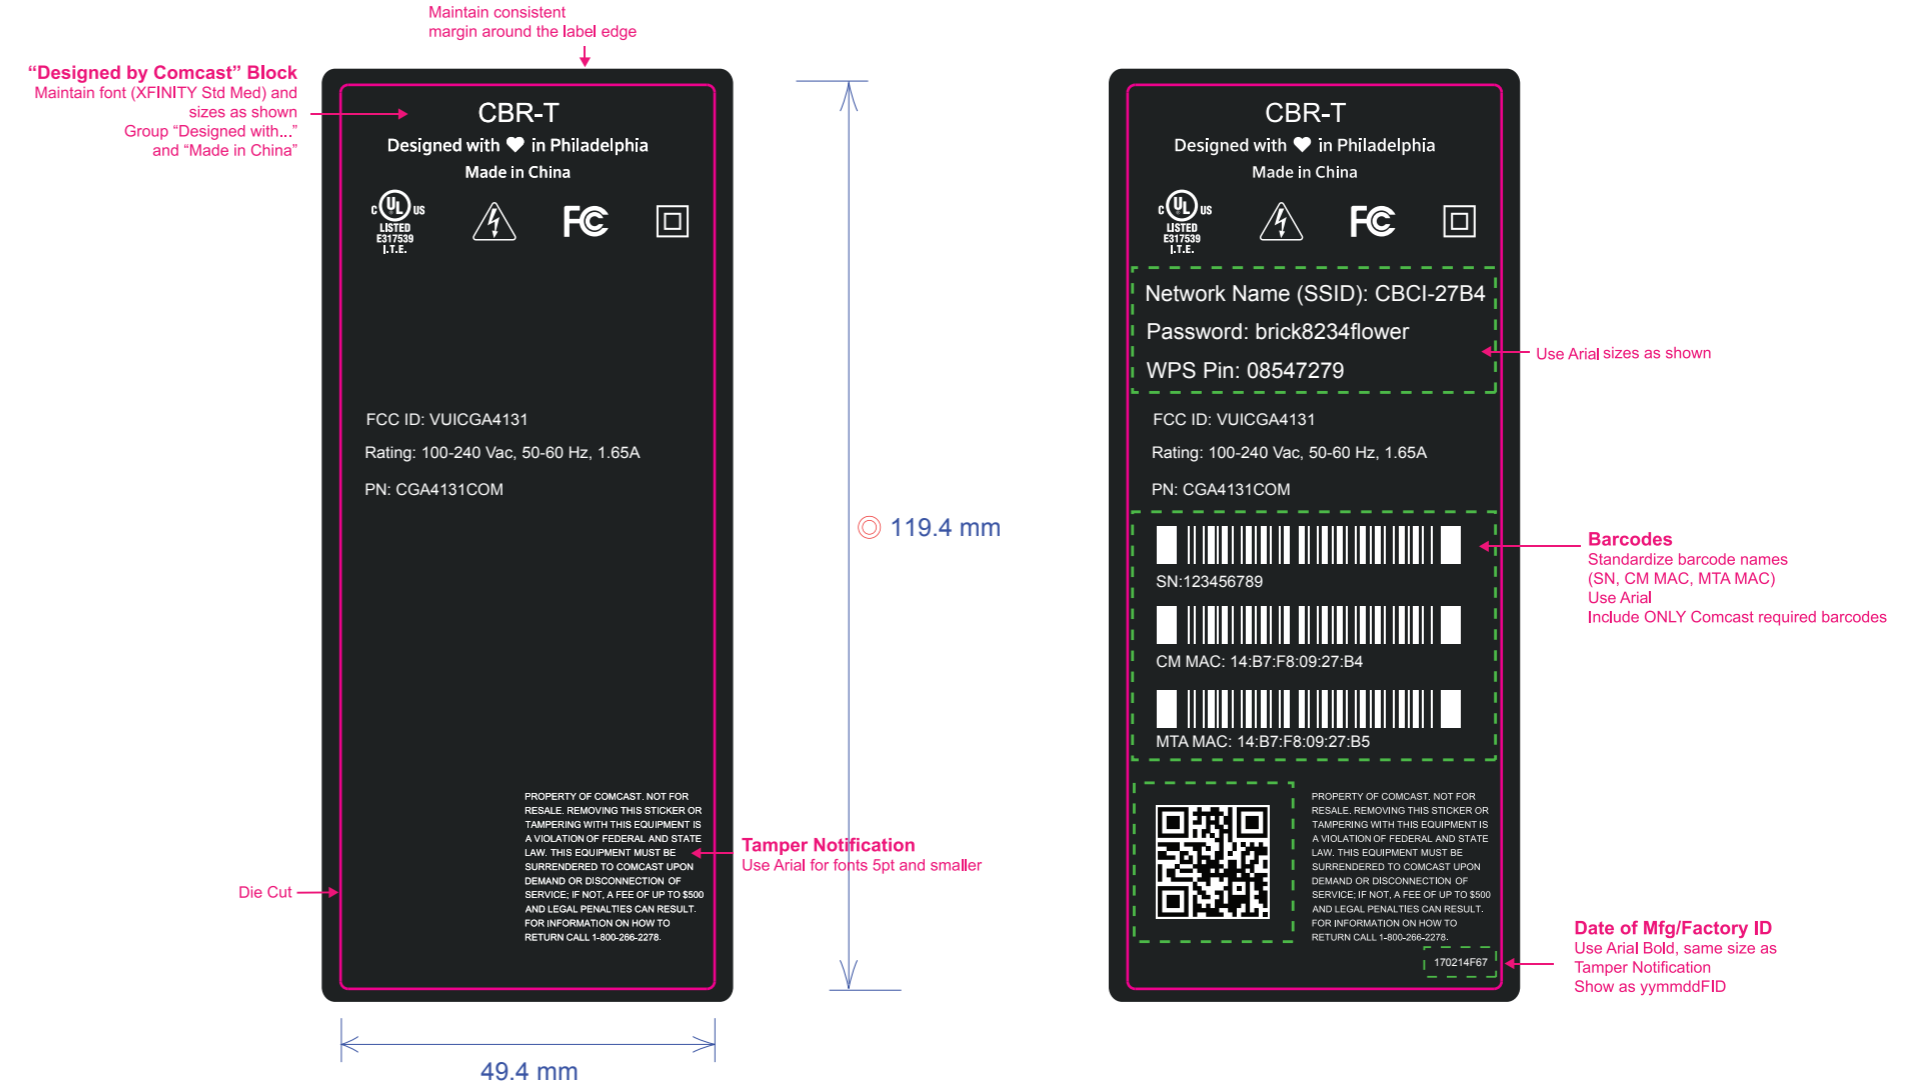 Maintain consistent
margin around the label edge
“Designed by Comcast” Block
Maintain font (XFINITY Std Med) and
sizes as shown
Group “Designed with...”
and “Made in China”
CBR-T
Designed with ♥ in Philadelphia
Made in China
C UL US
LISTED
E317539
I.T.E.
FC
FCC ID: VUICGA4131
Rating: 100-240 Vac, 50-60 Hz, 1.65A
PN: CGA4131COM
PROPERTY OF COMCAST. NOT FOR
RESALE. REMOVING THIS STICKER OR
TAMPERING WITH THIS EQUIPMENT IS
A VIOLATION OF FEDERAL AND STATE
LAW. THIS EQUIPMENT MUST BE
SURRENDERED TO COMCAST UPON
DEMAND OR DISCONNECTION OF
SERVICE; IF NOT, A FEE OF UP TO $500
AND LEGAL PENALTIES CAN RESULT.
FOR INFORMATION ON HOW TO
RETURN CALL 1-800-266-2278.
Tamper Notification
Use Arial for fonts 5pt and smaller
Die Cut
119.4 mm
49.4 mm
CBR-T
Designed with ♥ in Philadelphia
Made in China
C UL US
LISTED
E317539
I.T.E.
FC
Network Name (SSID): CBCI-27B4
Password: brick8234flower
WPS Pin: 08547279
Use Arial sizes as shown
FCC ID: VUICGA4131
Rating: 100-240 Vac, 50-60 Hz, 1.65A
PN: CGA4131COM
SN:123456789
CM MAC: 14:B7:F8:09:27:B4
MTA MAC: 14:B7:F8:09:27:B5
Barcodes
Standardize barcode names
(SN, CM MAC, MTA MAC)
Use Arial
Include ONLY Comcast required barcodes
PROPERTY OF COMCAST. NOT FOR
RESALE. REMOVING THIS STICKER OR
TAMPERING WITH THIS EQUIPMENT IS
A VIOLATION OF FEDERAL AND STATE
LAW. THIS EQUIPMENT MUST BE
SURRENDERED TO COMCAST UPON
DEMAND OR DISCONNECTION OF
SERVICE; IF NOT, A FEE OF UP TO $500
AND LEGAL PENALTIES CAN RESULT.
FOR INFORMATION ON HOW TO
RETURN CALL 1-800-266-2278.
170214F67
Date of Mfg/Factory ID
Use Arial Bold, same size as
Tamper Notification
Show as yymmddFID